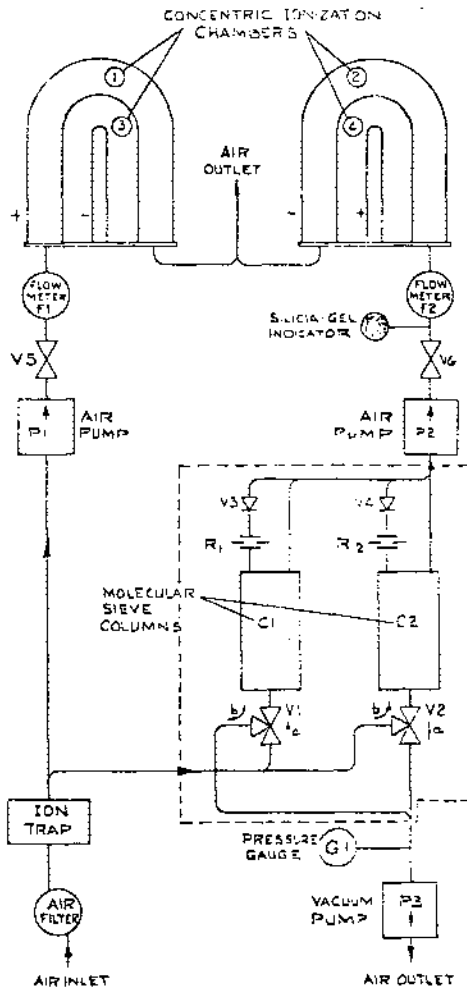 CONCENTRIC IONIZATION
CHAMBERS
1
2
3
4
AIR
OUTLET
+
-
-
+
FLOW
METER
F1
FLOW
METER
F2
SILICIA-GEL
INDICATOR
V5
V6
P1
AIR
PUMP
AIR
PUMP
P2
V3
V4
R1
R2
MOLECULAR
SIEVE
COLUMNS
C1
C2
b
V1
a
b
V2
a
ION
TRAP
PRESSURE
GAUGE
G1
AIR
FILTER
VACUUM
PUMP
P3
AIR INLET
AIR OUTLET